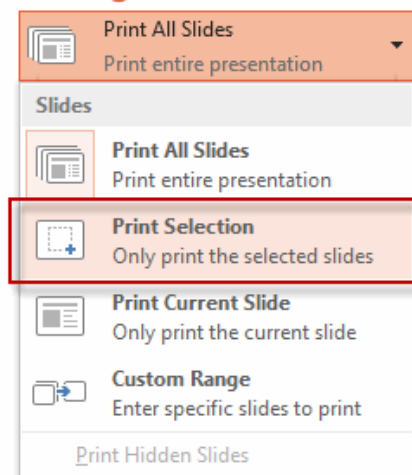 Print All Slides
Print entire presentation
Slides
Print All Slides
Print entire presentation
Print Selection
Only print the selected slides
Print Current Slide
Only print the current slide
Custom Range
Enter specific slides to print
Print Hidden Slides